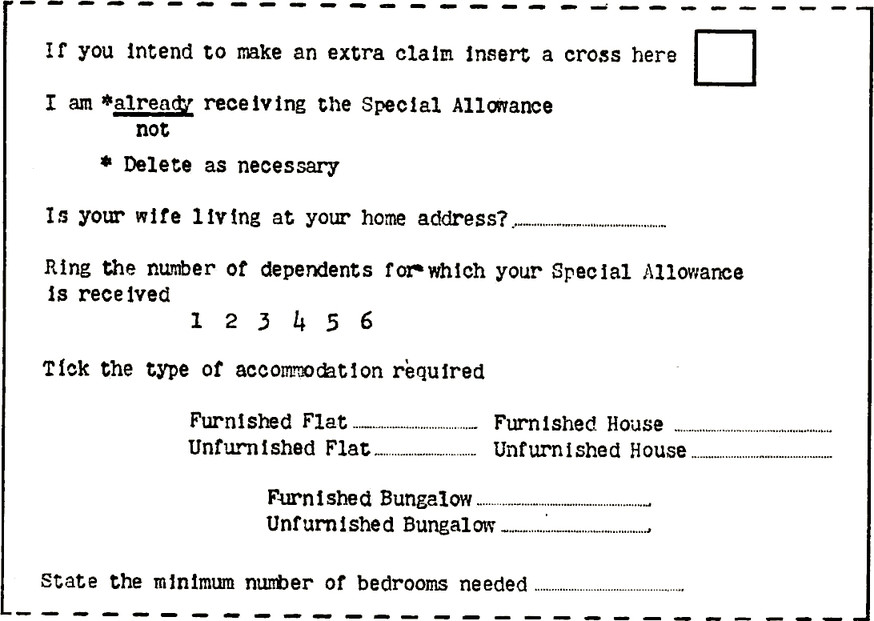 If you intend to make an extra claim insert a cross here
I am *already receiving the Special Allowance
not
* Delete as necessary
Is your wife living at your home address?
Ring the number of dependents for which your Special Allowance
is received
1 2 3 4 5 6
Tick the type of accommodation required
Furnished Flat Furnished House
Unfurnished Flat Unfurnished House
Furnished Bungalow
Unfurnished Bungalow
State the minimum number of bedrooms needed